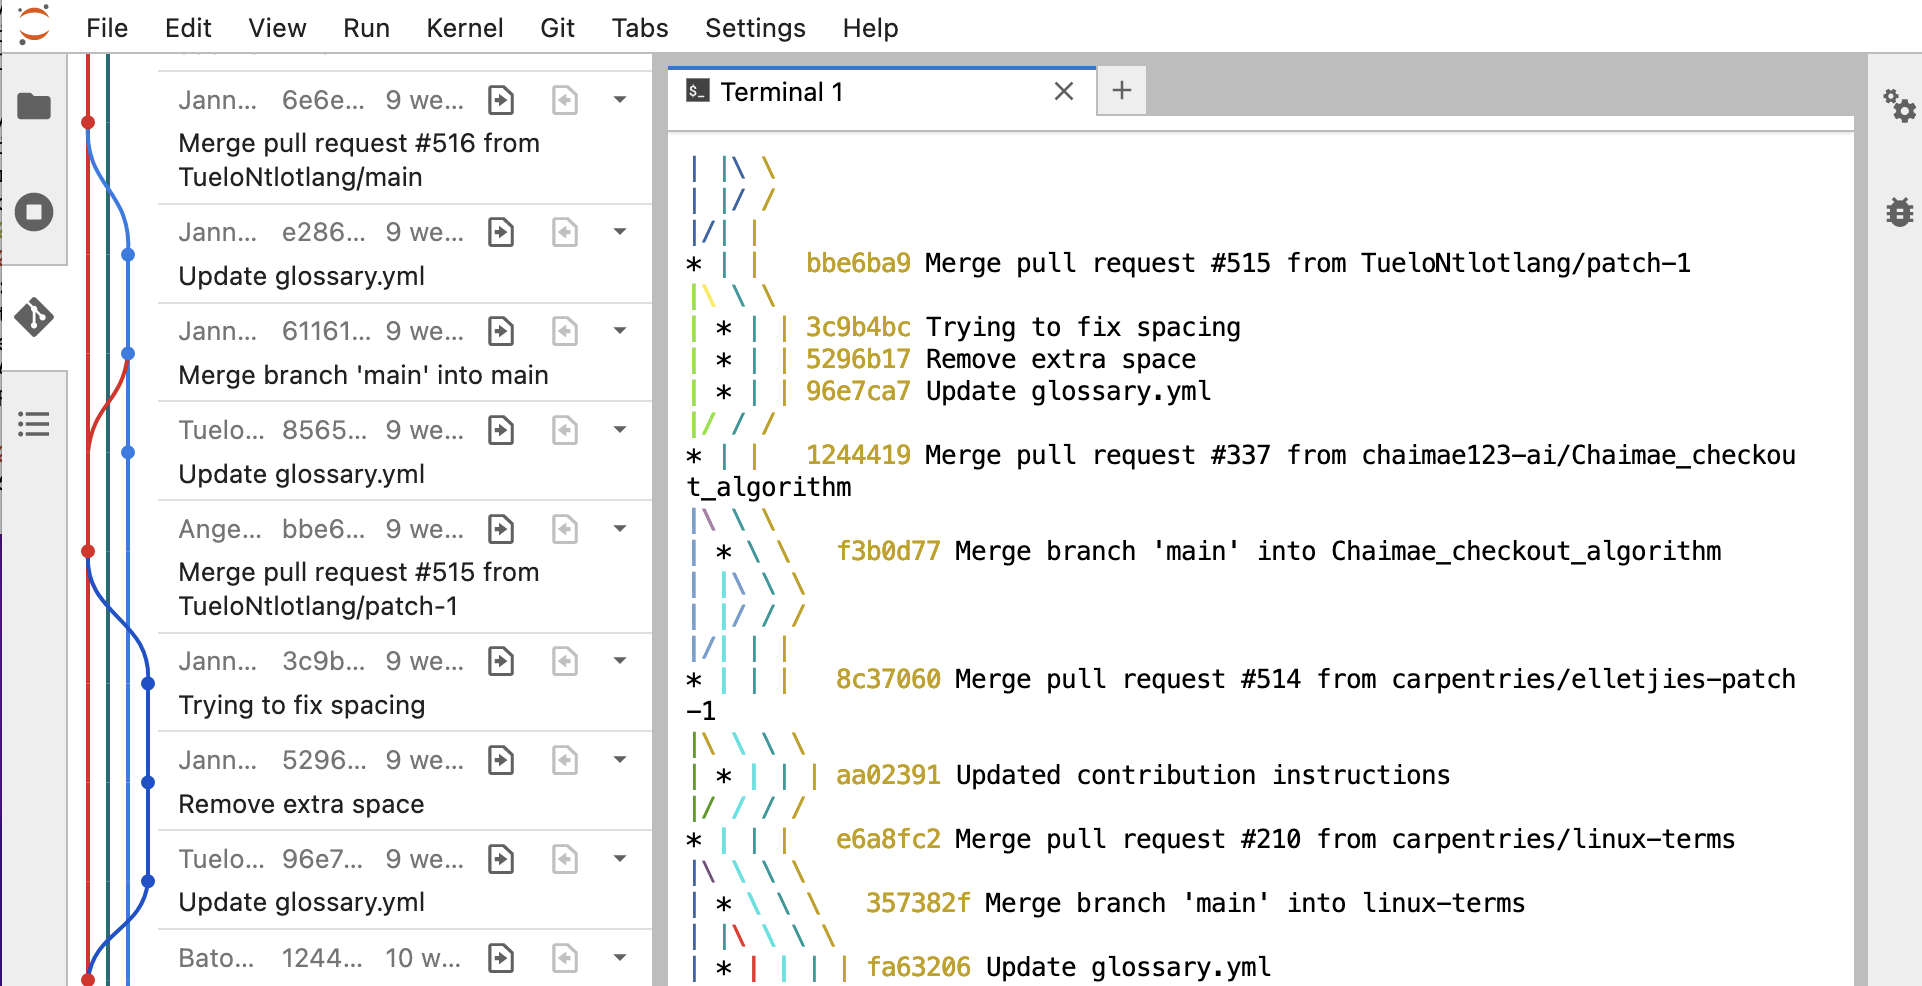 File Edit View Run Kernel Git Tabs Settings Help
Jann... 6e6e... 9 we...
Merge pull request #516 from
TueloNtlotlang/main
Jann... e286... 9 we...
Update glossary.yml
Jann... 61161... 9 we...
Merge branch 'main' into main
Tuelo... 8565... 9 we...
Update glossary.yml
Ange... bbe6... 9 we...
Merge pull request #515 from
TueloNtlotlang/patch-1
Jann... 3c9b... 9 we...
Trying to fix spacing
Jann... 5296... 9 we...
Remove extra space
Tuelo... 96e7... 9 we...
Update glossary.yml
Bato... 1244... 10 w...
$_ Terminal 1
| |\ \
| |/ /
|/| |
* | | bbe6ba9 Merge pull request #515 from TueloNtlotlang/patch-1
|\ \ \
| * | | 3c9b4bc Trying to fix spacing
| * | | 5296b17 Remove extra space
| * | | 96e7ca7 Update glossary.yml
|/ / /
* | | 1244419 Merge pull request #337 from chaimae123-ai/Chaimae_checkou
t_algorithm
|\ \ \
| * \ \ f3b0d77 Merge branch 'main' into Chaimae_checkout_algorithm
| |\ \ \
| |/ / /
|/| | |
* | | | 8c37060 Merge pull request #514 from carpentries/elletjies-patch
-1
|\ \ \ \
| * | | | aa02391 Updated contribution instructions
|/ / / /
* | | | e6a8fc2 Merge pull request #210 from carpentries/linux-terms
|\ \ \ \
| * \ \ \ 357382f Merge branch 'main' into linux-terms
| |\ \ \ \
| * | | | | fa63206 Update glossary.yml